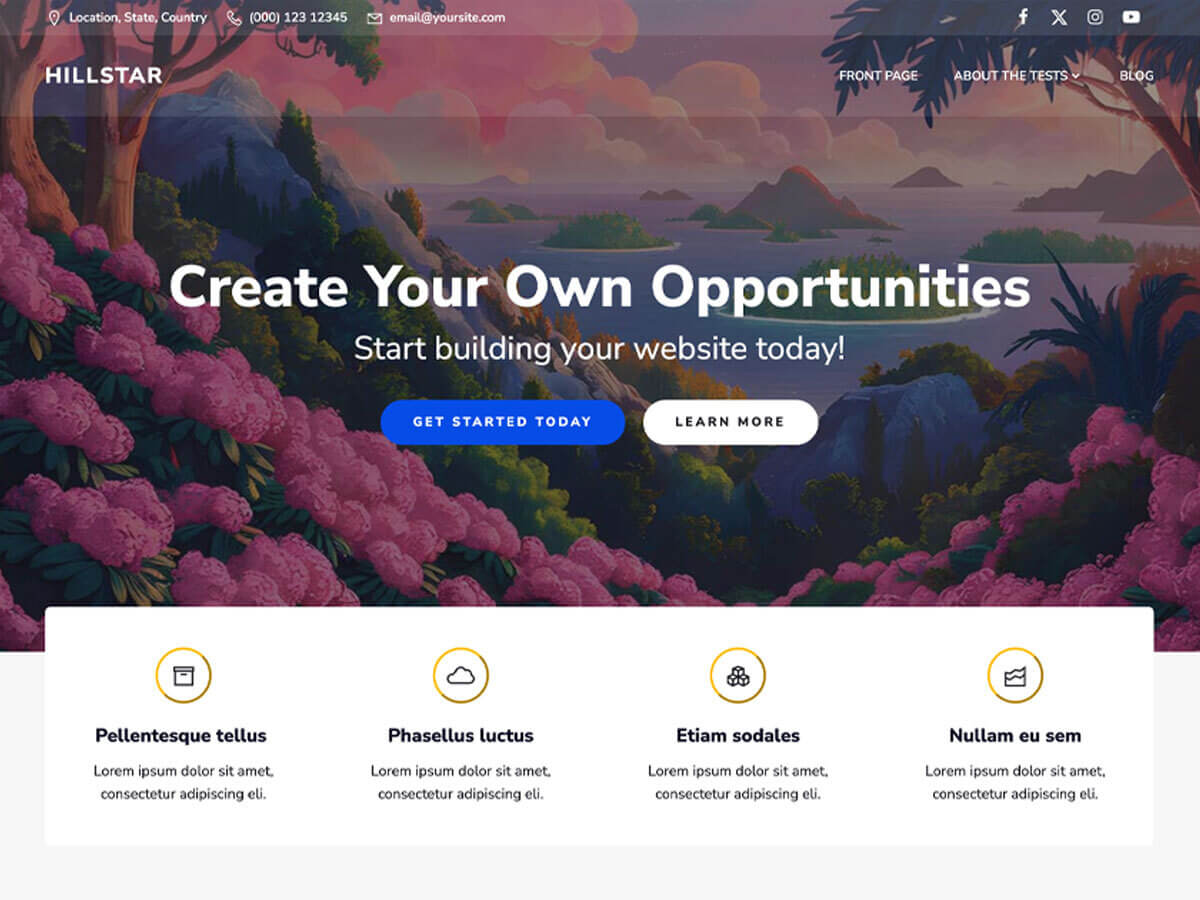 Location, State, Country (000) 123 12345 email@yoursite.com
HILLSTAR FRONT PAGE ABOUT THE TESTS BLOG
Create Your Own Opportunities
Start building your website today!
GET STARTED TODAY LEARN MORE
Pellentesque tellus
Lorem ipsum dolor sit amet,
consectetur adipiscing eli.
Phasellus luctus
Lorem ipsum dolor sit amet,
consectetur adipiscing eli.
Etiam sodales
Lorem ipsum dolor sit amet,
consectetur adipiscing eli.
Nullam eu sem
Lorem ipsum dolor sit amet,
consectetur adipiscing eli.